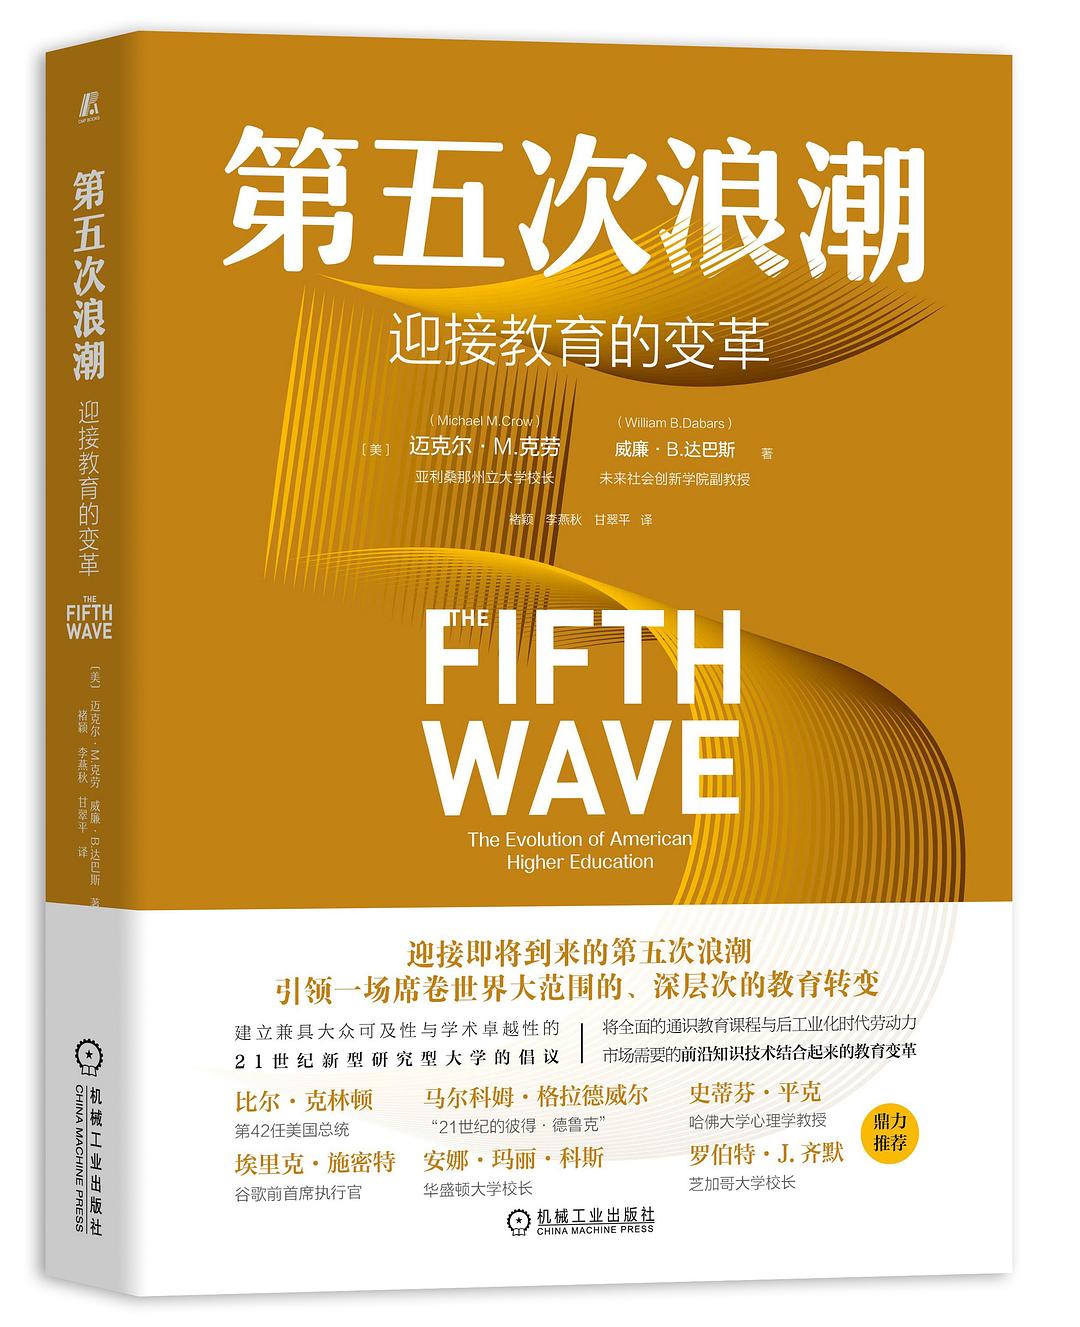 CMP BOOKS
第五次浪潮
迎接教育的变革
THE
FIFTH
WAVE
［美］ 迈克尔·M.克劳 威廉·B.达巴斯 著
褚颖 李燕秋 甘翠平 译
机械工业出版社
CHINA MACHINE PRESS
第五次浪潮
迎接教育的变革
（Michael M.Crow） （William B.Dabars）
［美］ 迈克尔·M.克劳 威廉·B.达巴斯 著
亚利桑那州立大学校长 未来社会创新学院副教授
褚颖 李燕秋 甘翠平 译
THE
FIFTH
WAVE
The Evolution of American
Higher Education
迎接即将到来的第五次浪潮
引领一场席卷世界大范围的、深层次的教育转变
建立兼具大众可及性与学术卓越性的
21世纪新型研究型大学的倡议
将全面的通识教育课程与后工业化时代劳动力
市场需要的前沿知识技术结合起来的教育变革
比尔·克林顿 马尔科姆·格拉德威尔 史蒂芬·平克
第42任美国总统 “21世纪的彼得·德鲁克” 哈佛大学心理学教授
埃里克·施密特 安娜·玛丽·科斯 罗伯特·J. 齐默
谷歌前首席执行官 华盛顿大学校长 芝加哥大学校长
鼎力
推荐
机械工业出版社
CHINA MACHINE PRESS